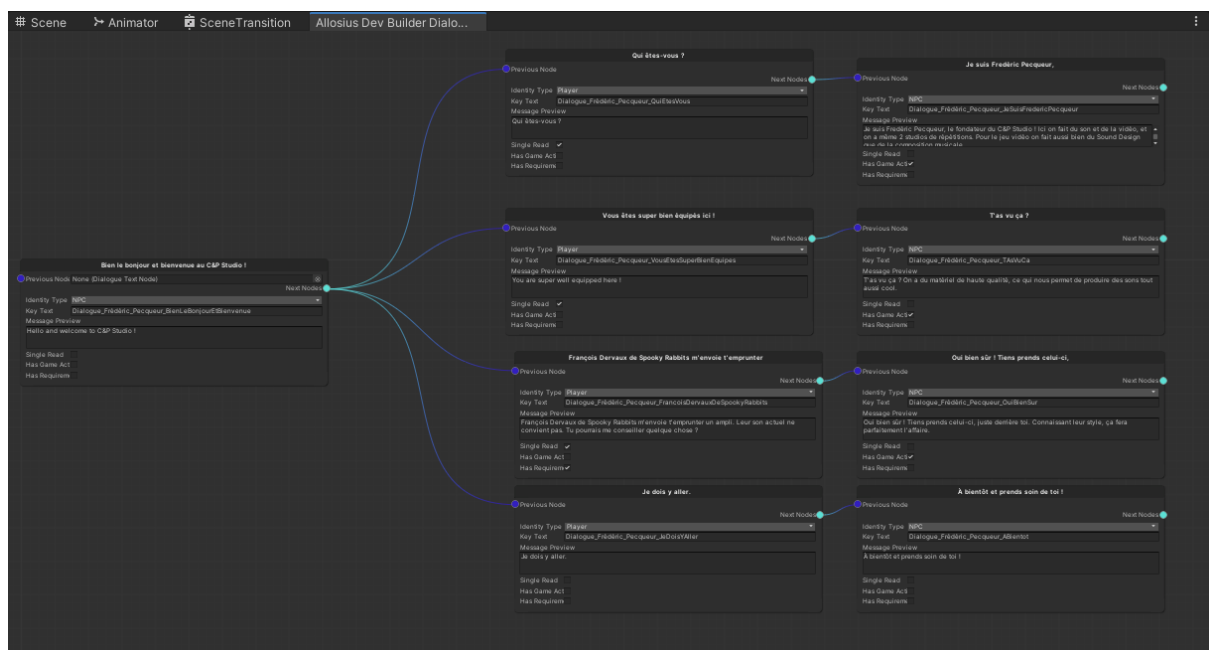 Scene Animator SceneTransition Allosius Dev Builder Dialo...
Bien le bonjour et bienvenue au C&P Studio !
Previous Node None (Dialogue Text Node)
Next Nodes
Identity Type NPC
Key Text Dialogue_Frédéric_Pecqueur_BienLeBonjourEtBienvenue
Message Preview
Hello and welcome to C&P Studio !
Single Read
Has Game Act
Has Requirem
Qui êtes-vous ?
Previous Node
Next Nodes
Identity Type Player
Key Text Dialogue_Frédéric_Pecqueur_QuiEtesVous
Message Preview
Qui êtes-vous ?
Single Read
Has Game Acti
Has Requireme
Je suis Fredéric Pecqueur,
Previous Node
Next Nodes
Identity Type NPC
Key Text Dialogue_Frédéric_Pecqueur_JeSuisFredericPecqueur
Message Preview
Je suis Fredéric Pecqueur, le fondateur du C&P Studio ! Ici on fait du son et de la vidéo, et
on a même 2 studios de répétitions. Pour le jeu vidéo on fait aussi bien du Sound Design
que de la composition musicale.
Single Read
Has Game Acti
Has Requireme
Vous êtes super bien équipés ici !
Previous Node
Next Nodes
Identity Type Player
Key Text Dialogue_Frédéric_Pecqueur_VousEtesSuperBienEquipes
Message Preview
You are super well equipped here !
Single Read
Has Game Acti
Has Requireme
T'as vu ça ?
Previous Node
Next Nodes
Identity Type NPC
Key Text Dialogue_Frédéric_Pecqueur_TAsVuCa
Message Preview
T'as vu ça ? On a du matériel de haute qualité, ce qui nous permet de produire des sons tout
aussi cool.
Single Read
Has Game Acti
Has Requireme
François Dervaux de Spooky Rabbits m'envoie t'emprunter
Previous Node
Next Nodes
Identity Type Player
Key Text Dialogue_Frédéric_Pecqueur_FrancoisDervauxDeSpookyRabbits
Message Preview
François Dervaux de Spooky Rabbits m'envoie t'emprunter un ampli. Leur son actuel ne
convient pas. Tu pourrais me conseiller quelque chose ?
Single Read
Has Game Act
Has Requirem
Oui bien sûr ! Tiens prends celui-ci,
Previous Node
Next Nodes
Identity Type NPC
Key Text Dialogue_Frédéric_Pecqueur_OuiBienSur
Message Preview
Oui bien sûr ! Tiens prends celui-ci, juste derrière toi. Connaissant leur style, ça fera
parfaitement l'affaire.
Single Read
Has Game Acti
Has Requireme
Je dois y aller.
Previous Node
Next Nodes
Identity Type Player
Key Text Dialogue_Frédéric_Pecqueur_JeDoisYAller
Message Preview
Je dois y aller.
Single Read
Has Game Act
Has Requirem
À bientôt et prends soin de toi !
Previous Node
Next Nodes
Identity Type NPC
Key Text Dialogue_Frédéric_Pecqueur_ABientot
Message Preview
À bientôt et prends soin de toi !
Single Read
Has Game Acti
Has Requireme